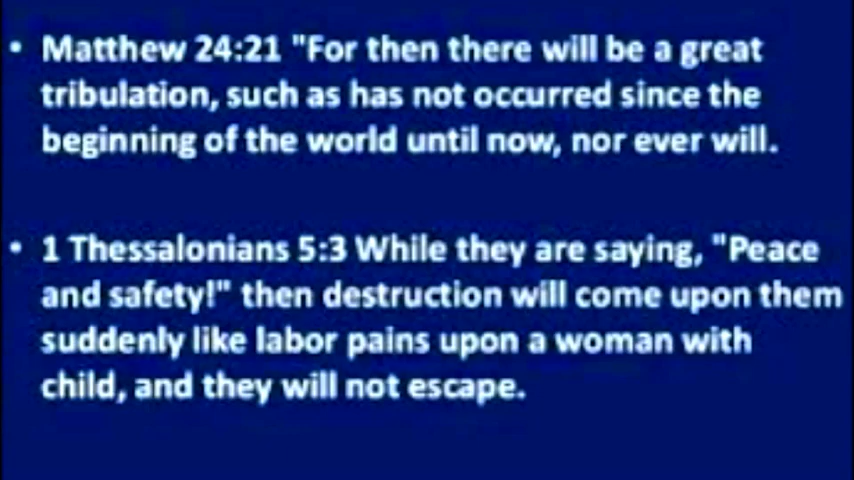 • Matthew 24:21 "For then there will be a great
tribulation, such as has not occurred since the
beginning of the world until now, nor ever will.
• 1 Thessalonians 5:3 While they are saying, "Peace
and safety!" then destruction will come upon them
suddenly like labor pains upon a woman with
child, and they will not escape.